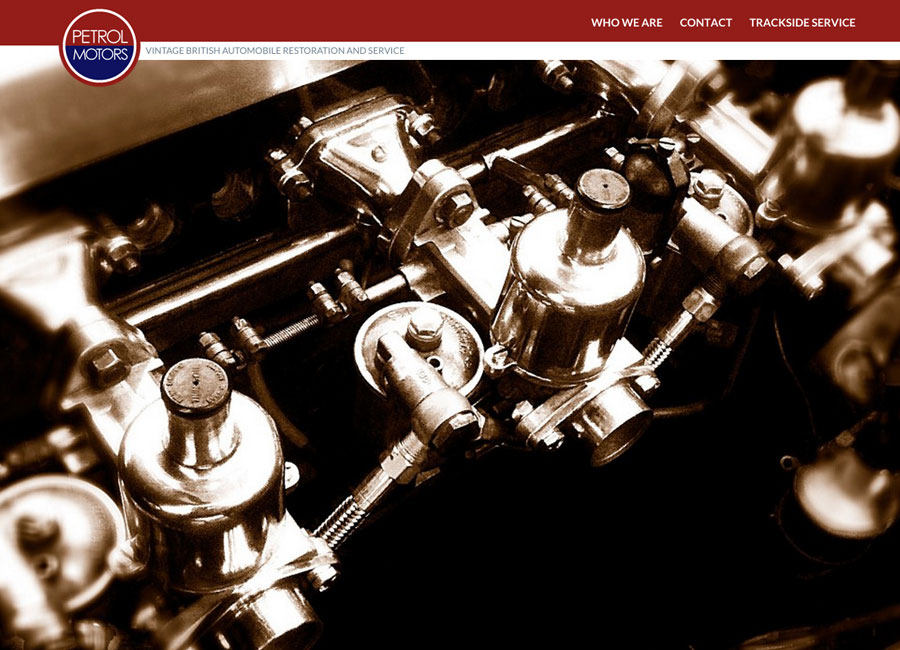 WHO WE ARE CONTACT TRACKSIDE SERVICE
PETROL
MOTORS
VINTAGE BRITISH AUTOMOBILE RESTORATION AND SERVICE